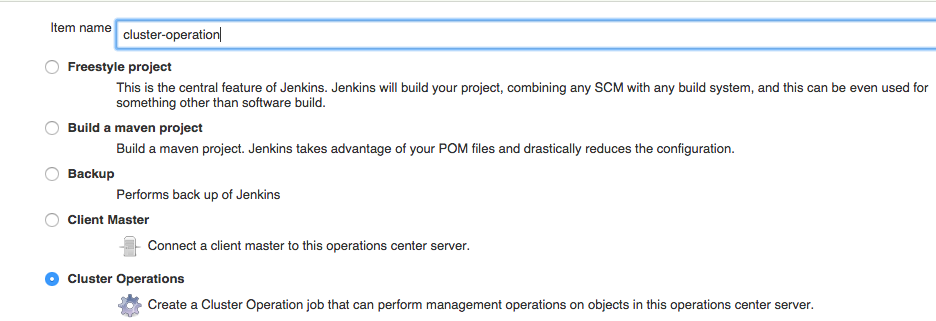 Item name cluster-operation
Freestyle project
This is the central feature of Jenkins. Jenkins will build your project, combining any SCM with any build system, and this can be even used for
something other than software build.
Build a maven project
Build a maven project. Jenkins takes advantage of your POM files and drastically reduces the configuration.
Backup
Performs back up of Jenkins
Client Master
Connect a client master to this operations center server.
Cluster Operations
Create a Cluster Operation job that can perform management operations on objects in this operations center server.